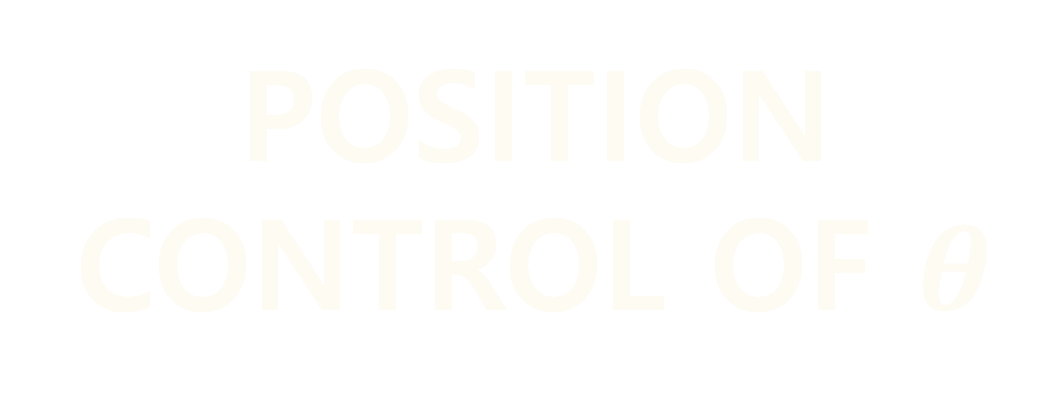 POSITION
CONTROL OF θ